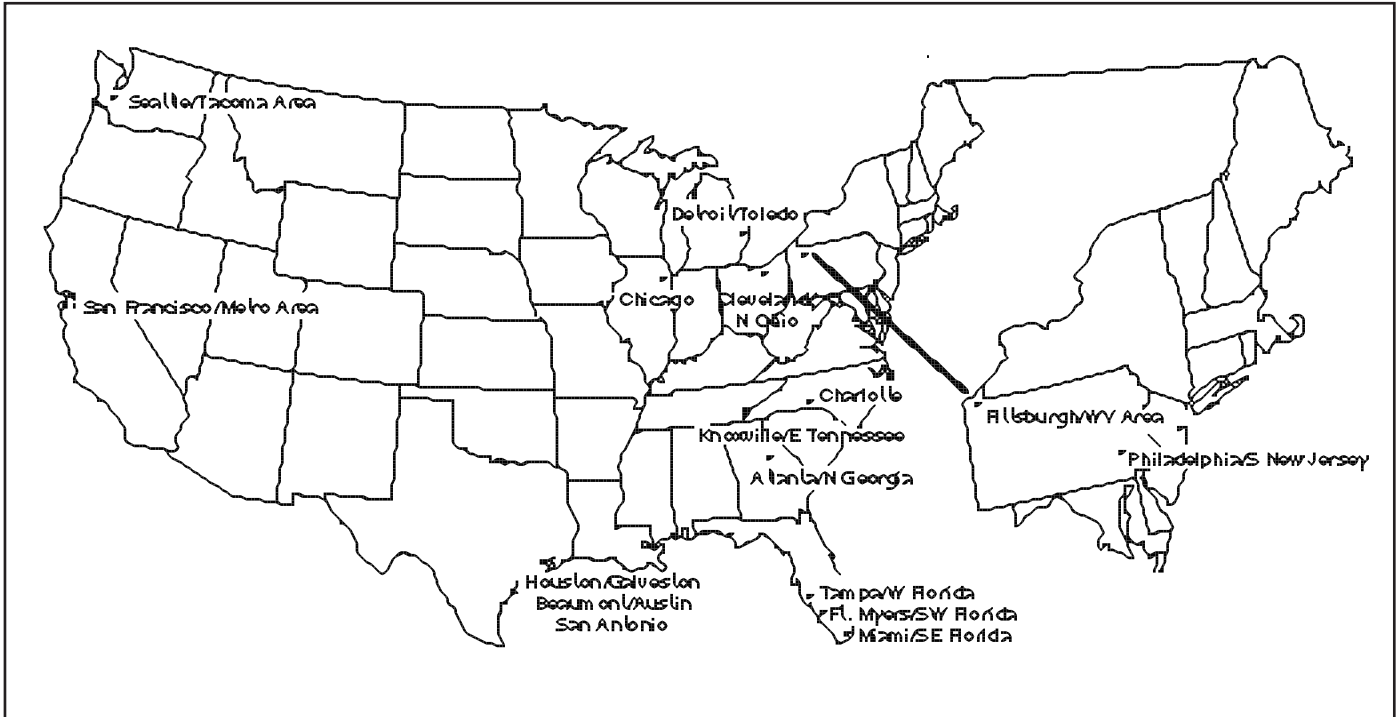 Seattle/Tacoma Area
Detroit/Toledo
San Francisco/Metro Area
Chicago
Cleveland/
N Ohio
Charlotte
Pittsburgh/WV Area
Knoxville/E Tennessee
Philadelphia/S New Jersey
Atlanta/N Georgia
Houston/Galveston
Beaumont/Austin
San Antonio
Tampa/W Florida
Ft. Myers/SW Florida
Miami/SE Florida